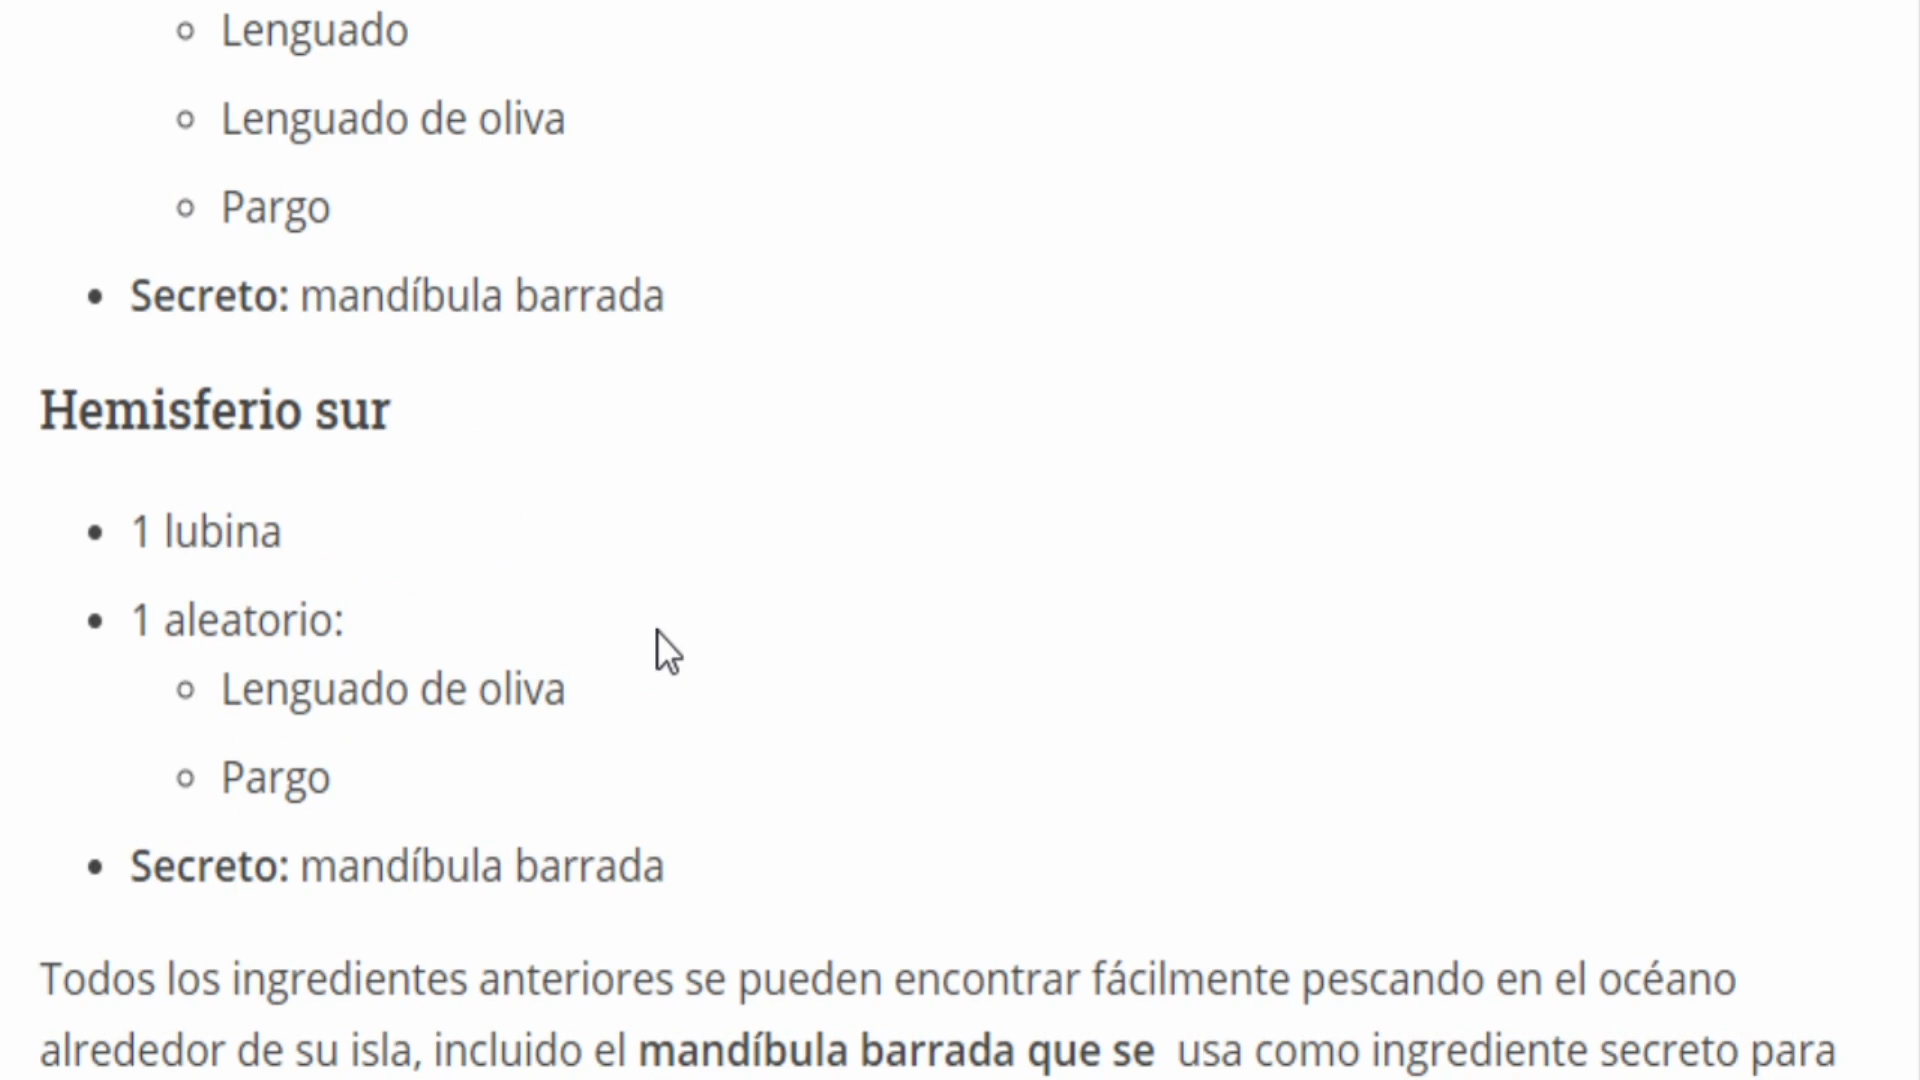 Lenguado
Lenguado de oliva
Pargo
Secreto: mandíbula barrada
Hemisferio sur
1 lubina
1 aleatorio:
Lenguado de oliva
Pargo
Secreto: mandíbula barrada
Todos los ingredientes anteriores se pueden encontrar fácilmente pescando en el océano
alrededor de su isla, incluido el mandíbula barrada que se usa como ingrediente secreto para